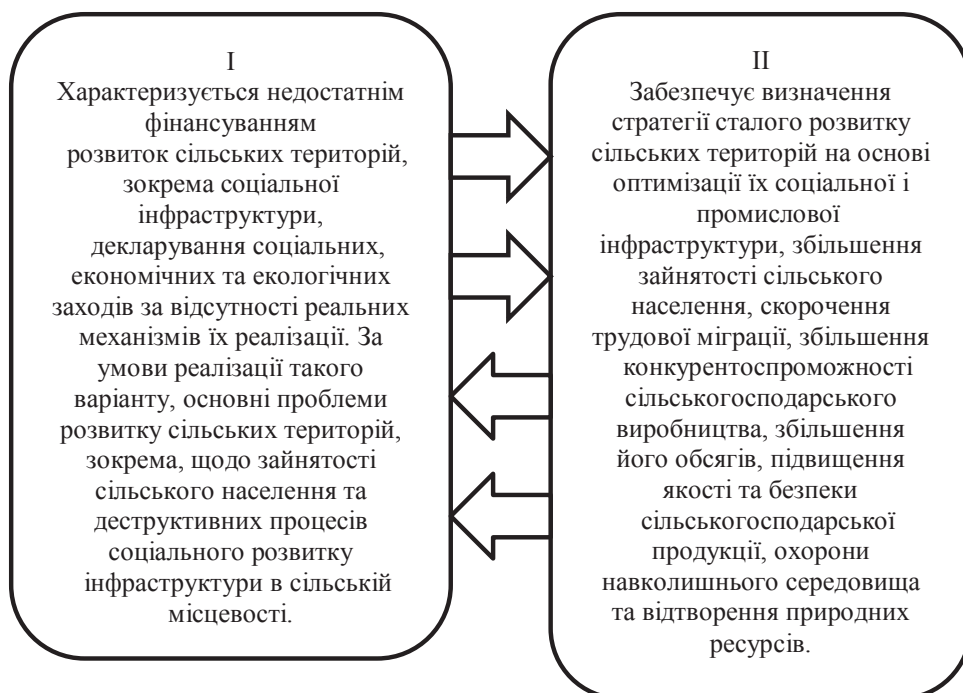 I
Характеризується недостатнім
фінансуванням
розвиток сільських територій,
зокрема соціальної
інфраструктури,
декларування соціальних,
економічних та екологічних
заходів за відсутності реальних
механізмів їх реалізації. За
умови реалізації такого
варіанту, основні проблеми
розвитку сільських територій,
зокрема, щодо зайнятості
сільського населення та
деструктивних процесів
соціального розвитку
інфраструктури в сільській
місцевості.
II
Забезпечує визначення
стратегії сталого розвитку
сільських територій на основі
оптимізації їх соціальної і
промислової
інфраструктури, збільшення
зайнятості сільського
населення, скорочення
трудової міграції, збільшення
конкурентоспроможності
сільськогосподарського
виробництва, збільшення
його обсягів, підвищення
якості та безпеки
сільськогосподарської
продукції, охорони
навколишнього середовища
та відтворення природних
ресурсів.